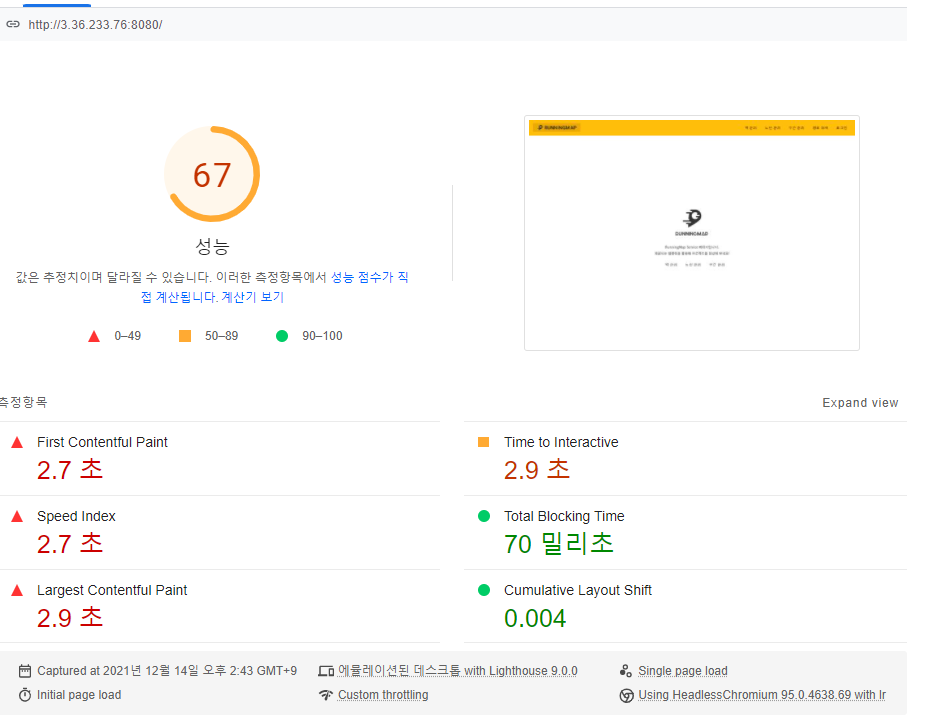 http://3.36.233.76:8080/
67
성능
값은 추정치이며 달라질 수 있습니다. 이러한 측정항목에서 성능 점수가 직
접 계산됩니다. 계산기 보기
0–49
50–89
90–100
RUNNINGMAP
RUNNINGMAP
측정항목
Expand view
First Contentful Paint
2.7 초
Time to Interactive
2.9 초
Speed Index
2.7 초
Total Blocking Time
70 밀리초
Largest Contentful Paint
2.9 초
Cumulative Layout Shift
0.004
Captured at 2021년 12월 14일 오후 2:43 GMT+9
에뮬레이션된 데스크톱 with Lighthouse 9.0.0
Single page load
Initial page load
Custom throttling
Using HeadlessChromium 95.0.4638.69 with lr